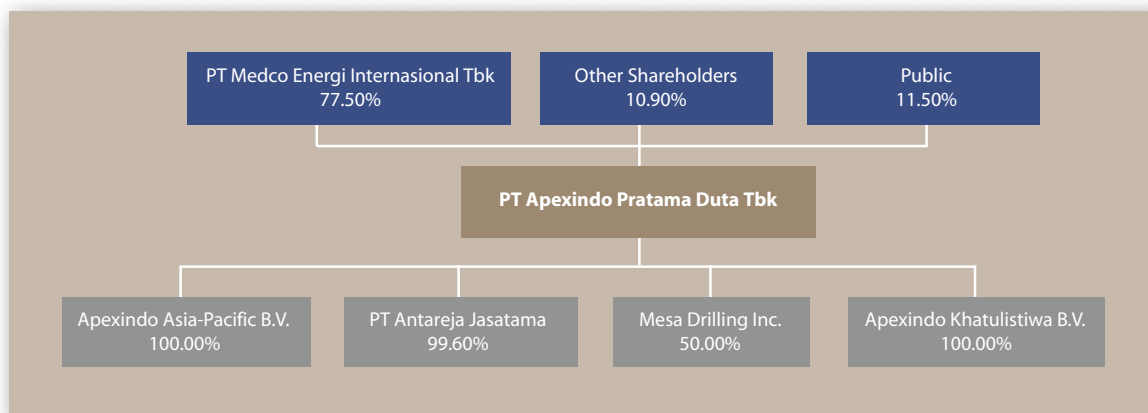 PT Medco Energi Internasional Tbk
77.50%
Other Shareholders
10.90%
Public
11.50%
PT Apexindo Pratama Duta Tbk
Apexindo Asia-Pacific B.V.
100.00%
PT Antareja Jasatama
99.60%
Mesa Drilling Inc.
50.00%
Apexindo Khatulistiwa B.V.
100.00%